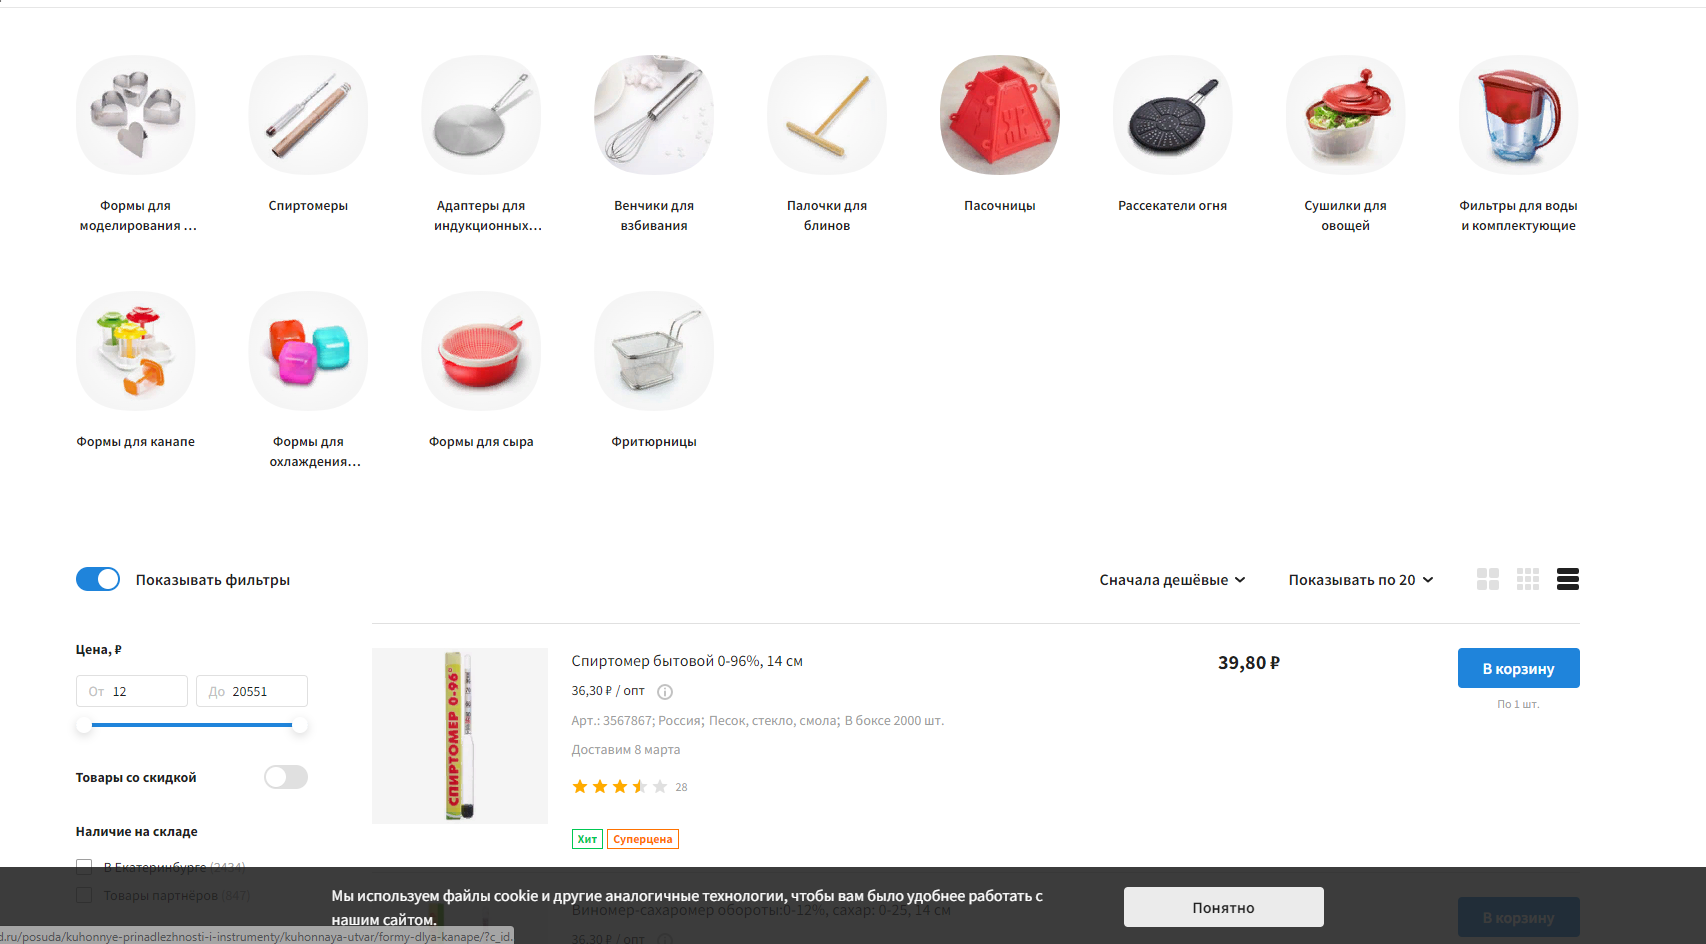 Формы для
моделирования ...
Спиртомеры
Адаптеры для
индукционных...
Венчики для
взбивания
Палочки для
блинов
Пасочницы
Рассекатели огня
Сушилки для
овощей
Фильтры для воды
и комплектующие
Формы для канапе
Формы для
охлаждения...
Формы для сыра
Фритюрницы
Показывать фильтры
Сначала дешёвые
Показывать по 20
Цена, ₽
От 12
До 20551
Товары со скидкой
Наличие на складе
В Екатеринбурге (2434)
Товары партнёров (847)
СПИРТОМЕР 0-96°
Спиртомер бытовой 0-96%, 14 см
36,30 ₽ / опт
Арт.: 3567867; Россия; Песок, стекло, смола; В боксе 2000 шт.
Доставим 8 марта
28
Хит Суперцена
39,80 ₽
В корзину
По 1 шт.
Виномер-сахаромер обороты:0-12%, сахар: 0-25, 14 см
36,30 ₽ / опт
В корзину
Мы используем файлы cookie и другие аналогичные технологии, чтобы вам было удобнее работать с
нашим сайтом.
Понятно
d.ru/posuda/kuhonnye-prinadlezhnosti-i-instrumenty/kuhonnaya-utvar/formy-dlya-kanape/?c_id.